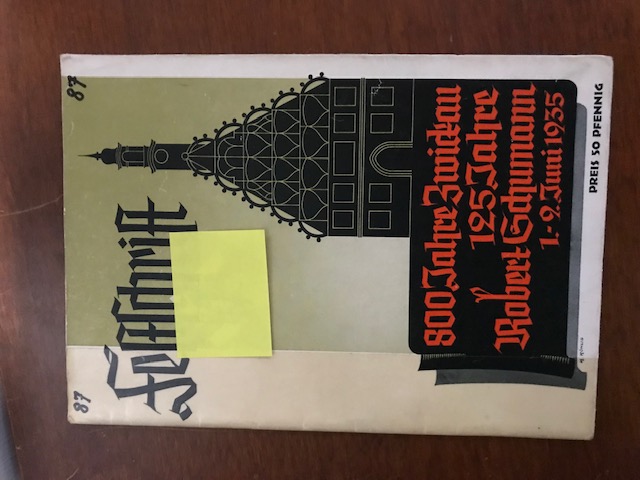 87
87
Festschrift
800 Jahre Zwickau
125 Jahre
Robert Schumann
1.-9. Juni 1935
PREIS 50 PFENNIG